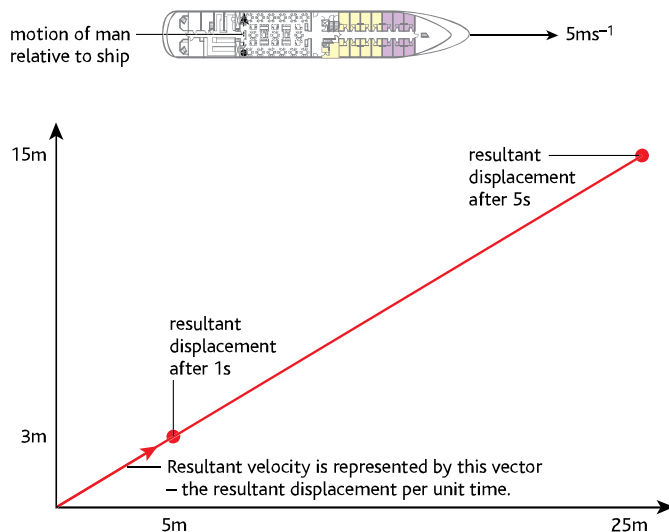 motion of man
relative to ship
5ms⁻¹
15m
resultant
displacement
after 5s
resultant
displacement
after 1s
3m
Resultant velocity is represented by this vector
– the resultant displacement per unit time.
5m
25m